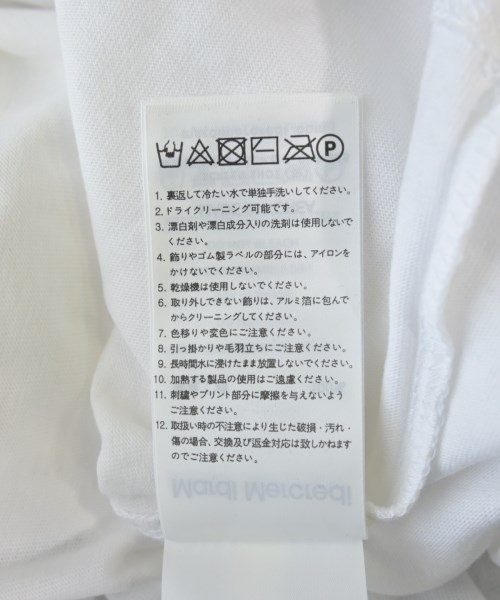 P
1. 裏返して冷たい水で単独手洗いしてください。
2. ドライクリーニング可能です。
3. 漂白剤や漂白成分入りの洗剤は使用しないで
ください。
4. 飾りやゴム製ラベルの部分には、アイロンを
かけないでください。
5. 乾燥機は使用しないでください。
6. 取り外しできない飾りは、アルミ箔に包んで
からクリーニングしてください。
7. 色移りや変色にご注意ください。
8. 引っ掛かりや毛羽立ちにご注意ください。
9. 長時間水に浸けたまま放置しないでください。
10. 加熱する製品の使用はご遠慮ください。
11. 刺繍やプリント部分に摩擦を与えないよう
ご注意ください。
12. 取扱い時の不注意により生じた破損・汚れ・
傷の場合、交換及び返金対応は致しかねます
のでご注意ください。
Mardi Mercredi